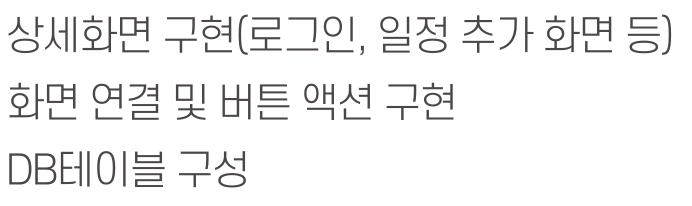 상세화면 구현(로그인, 일정 추가 화면 등)
화면 연결 및 버튼 액션 구현
DB테이블 구성